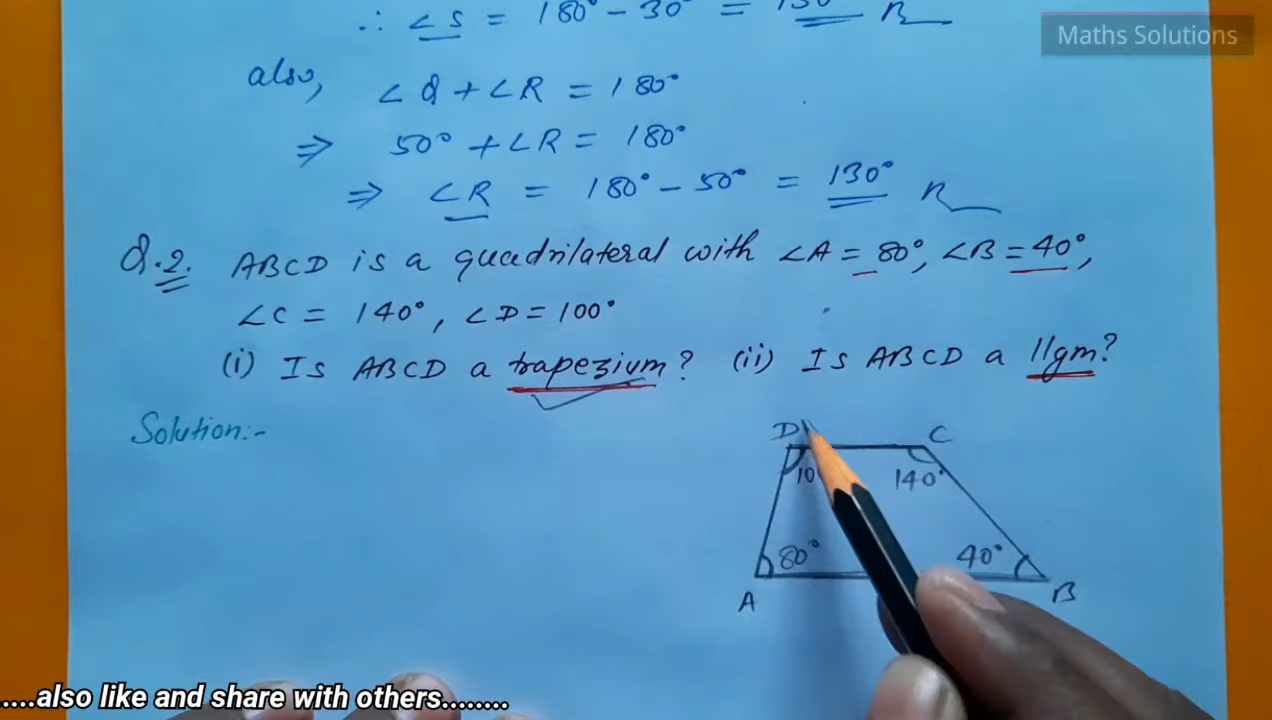 ∴ ∠S = 180° - 30° =
Maths Solutions
also, ∠Q + ∠R = 180°
⇒ 50° + ∠R = 180°
⇒ ∠R = 180° - 50° = 130°
Q.2. ABCD is a quadrilateral with ∠A = 80°, ∠B = 40°,
∠C = 140°, ∠D = 100°
(i) Is ABCD a trapezium? (ii) Is ABCD a ||gm?
Solution:-
D C
10 140°
80° 40°
A B
.....also like and share with others........